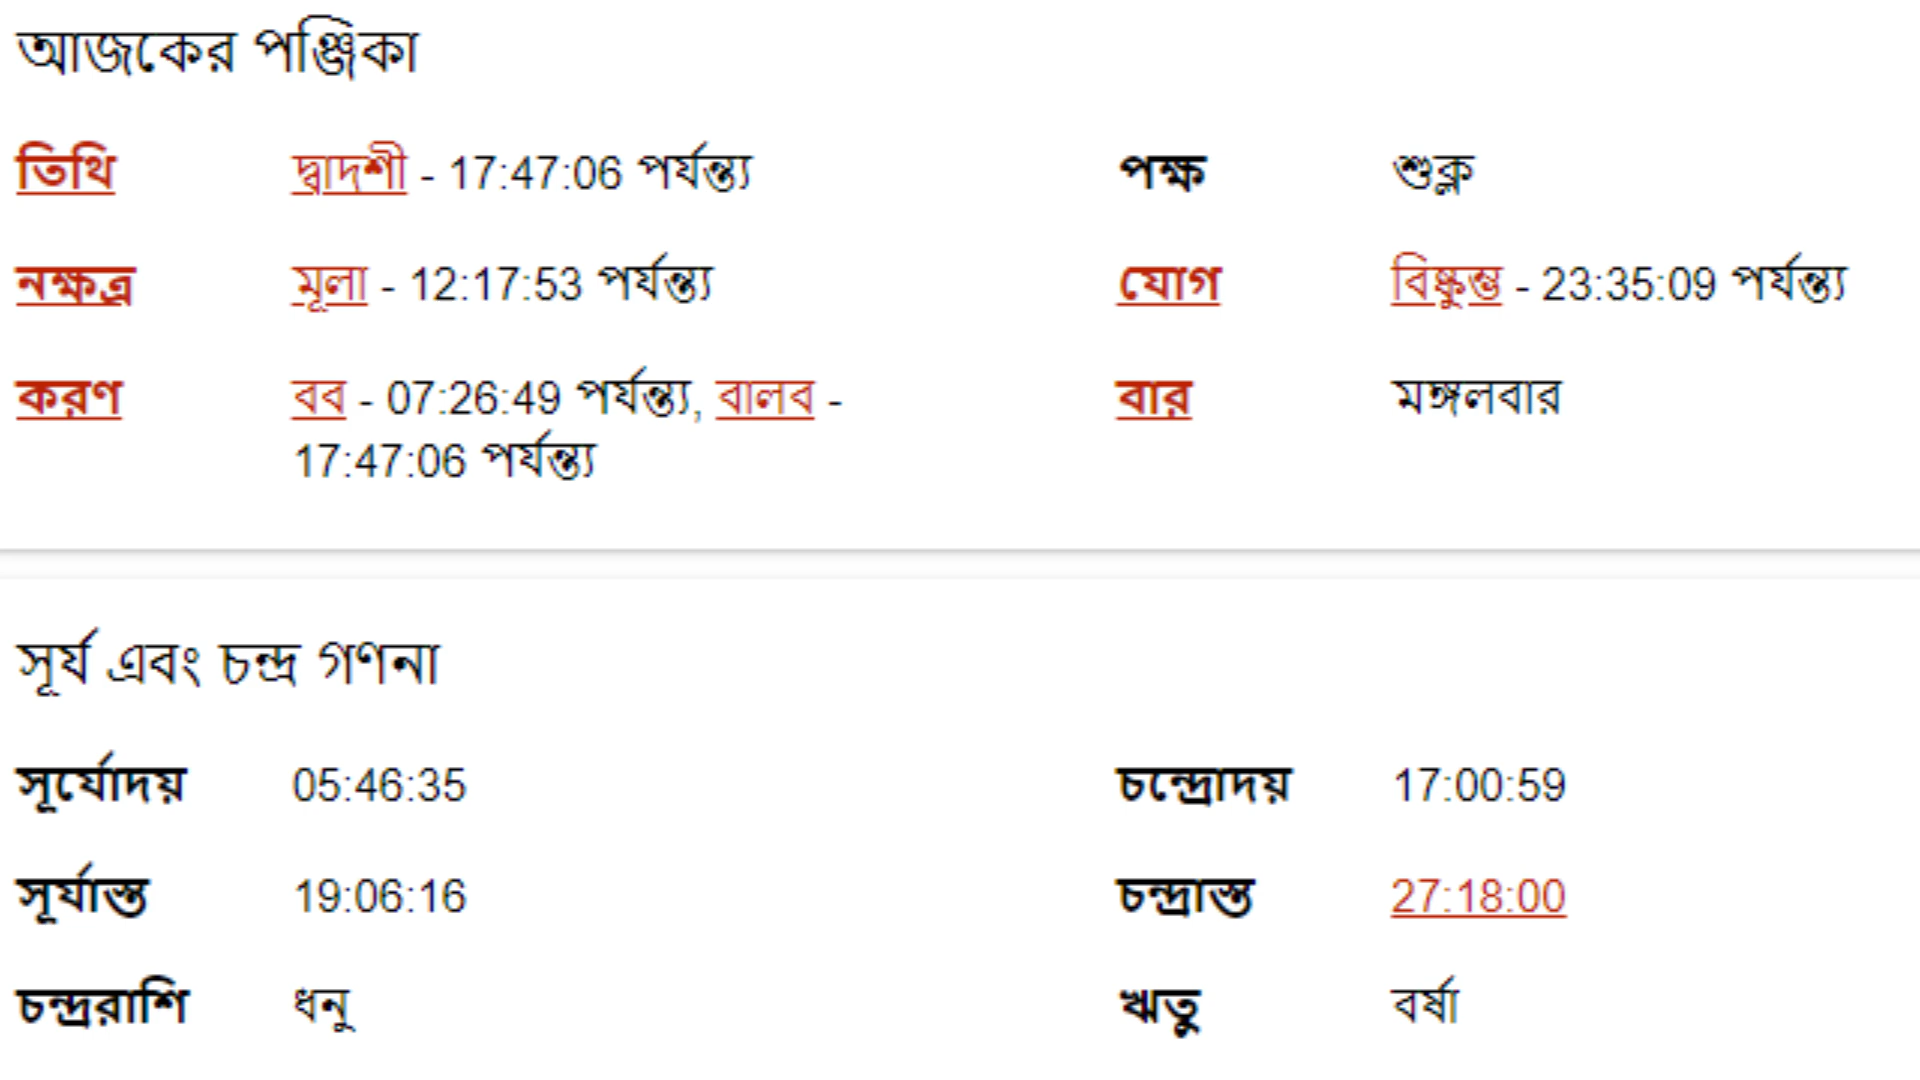 আজকের পঞ্জিকা
তিথি দ্বাদশী - 17:47:06 পর্যন্ত্য পক্ষ শুক্ল
নক্ষত্র মূলা - 12:17:53 পর্যন্ত্য যোগ বিষ্কুম্ভ - 23:35:09 পর্যন্ত্য
করণ বব - 07:26:49 পর্যন্ত্য, বালব - বার মঙ্গলবার
17:47:06 পর্যন্ত্য
সূর্য এবং চন্দ্র গণনা
সূর্যোদয় 05:46:35 চন্দ্রোদয় 17:00:59
সূর্যাস্ত 19:06:16 চন্দ্রাস্ত 27:18:00
চন্দ্ররাশি ধনু ঋতু বর্ষা